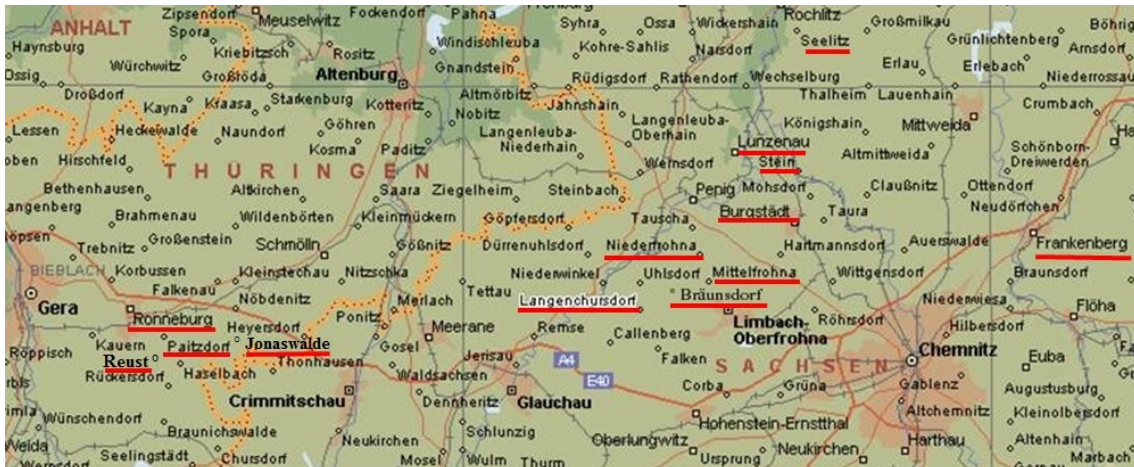 Zipsendorf
Meuselwitz
Fockendorf
Pahna
Syhra
Ossa
Wickershain
Rochlitz
Großmilkau
Böhrig
ANHALT
Spora
Kriebitzsch
Rositz
Windischleuba
Kohre-Sahlis
Narsdorf
Seelitz
Grünlichtenberg
Arnsdorf
Haynsburg
Würchwitz
Gnandstein
Erlau
Erlebach
Ossig
Großröda
Altenburg
Rüdigsdorf
Rathendorf
Wechselburg
Niederrossau
Droßdorf
Kayna
Kraasa
Starkenburg
Kotteritz
Altmörbitz
Jahnshain
Thalheim
Lauenhain
Crumbach
Lessen
Heckewalde
Naundorf
Göhren
Nobitz
Langenleuba-
Oberhain
Königshain
Mittweida
Hirschfeld
Kosma
Paditz
Langenleuba-
Niederhain
Wernsdorf
Lunzenau
Stein
Altmittweida
Schönborn-
Dreiwerden
THÜRINGEN
Bethenhausen
Altkirchen
Saara
Ziegelheim
Steinbach
Penig
Mohsdorf
Claußnitz
Ottendorf
Neudörfchen
Brahmenau
Wildenbörten
Kleinmückern
Göpfersdorf
Tauscha
Burgstädt
Taura
Trebnitz
Großenstein
Schmölln
Gößnitz
Dürrenuhlsdorf
Niederfrohna
Hartmannsdorf
Auerswalde
Frankenberg
BIEBLACH
Korbussen
Kleinstechau
Nitzschka
Niederwinkel
Uhlsdorf
Mittelfrohna
Wittgensdorf
Braunsdorf
Gera
Falkenau
Nöbdenitz
Merlach
Tettau
Langenchursdorf
Bräunsdorf
Niederwiesa
Flöha
Ronneburg
Heyersdorf
Ponitz
Meerane
Remse
Callenberg
Limbach-
Oberfrohna
Röhrsdorf
Hilbersdorf
Röppisch
Kauern
Paitzdorf
Jonaswalde
Gosel
Jerisau
A4
Falken
SACHSEN
Chemnitz
Euba
Reust
Rückersdorf
Haselbach
Thonhausen
Waldsachsen
E40
Corba
Grüna
Gablenz
Augustusburg
Crimmitschau
Dennheritz
Glauchau
Altchemnitz
Kleinolbersdorf
Wünschendorf
Braunichswalde
Neukirchen
Schlunzig
Oberlungwitz
Hohenstein-Ernstthal
Harthau
Altenhain
Weida
Seelingstädt
Chursdorf
Mosel
Wulm
Thurm
Ursprung
Neukirchen
Gornau
Marbach